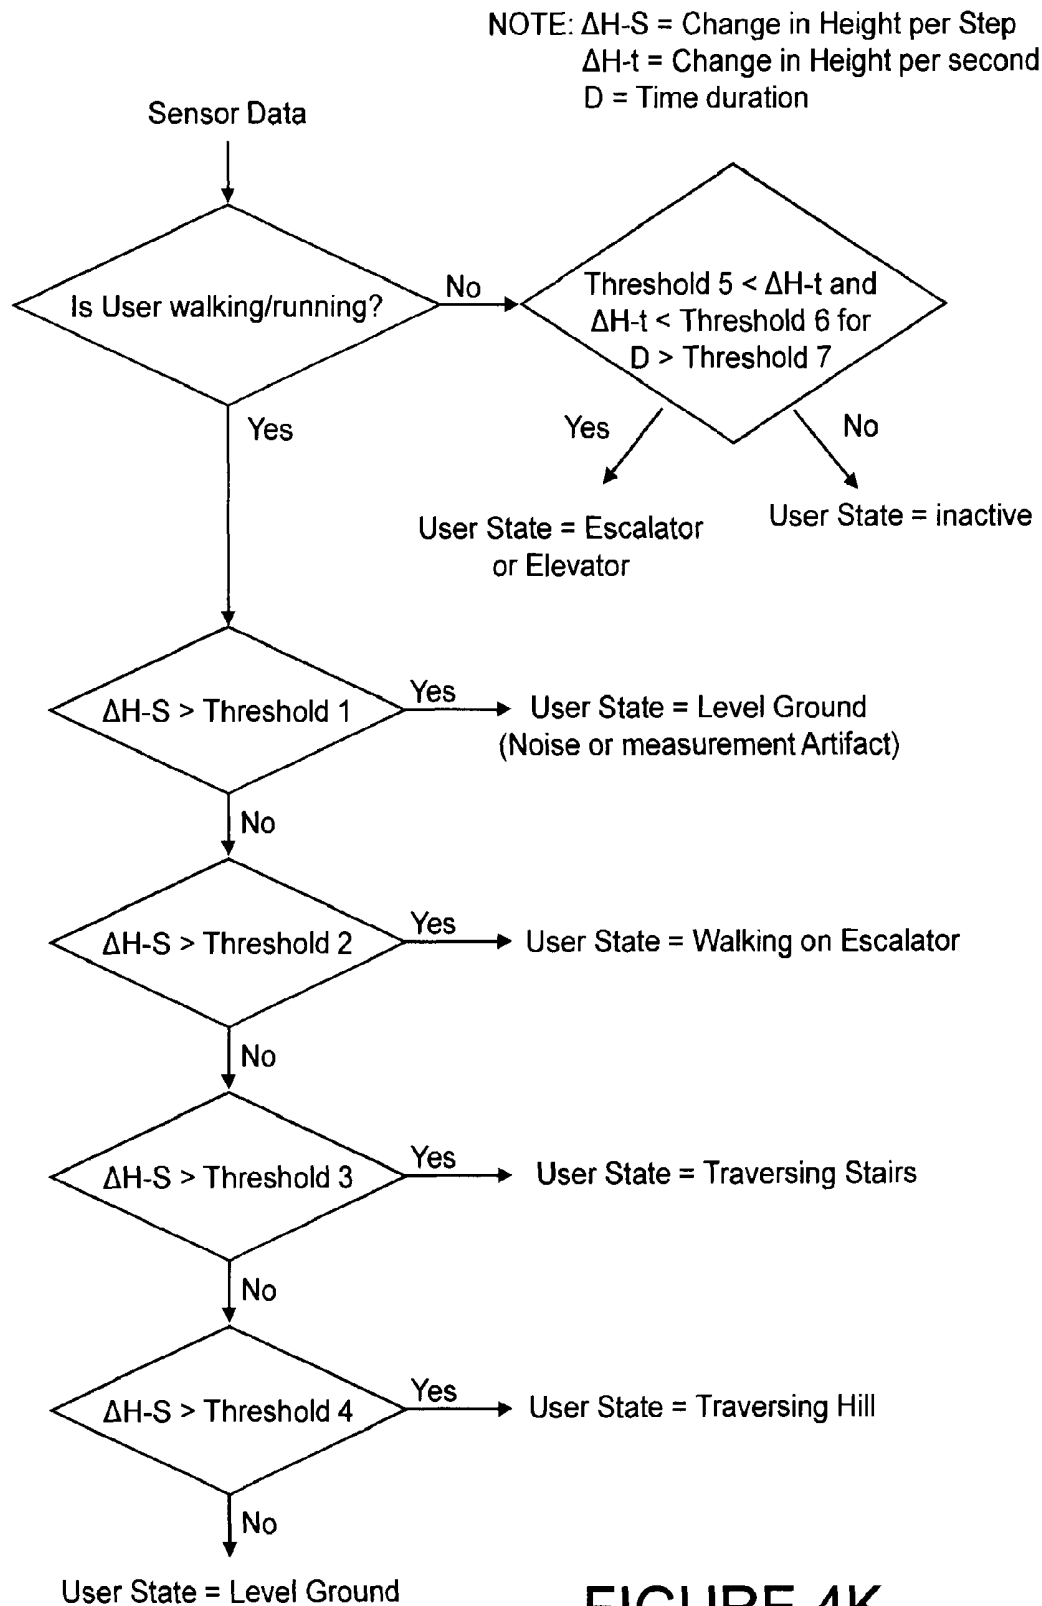 NOTE: ΔH-S = Change in Height per Step
ΔH-t = Change in Height per second
D = Time duration
Sensor Data
Is User walking/running?
No
Threshold 5 < ΔH-t and
ΔH-t < Threshold 6 for
D > Threshold 7
Yes
Yes
No
User State = Escalator
or Elevator
User State = inactive
ΔH-S > Threshold 1
Yes
User State = Level Ground
(Noise or measurement Artifact)
No
ΔH-S > Threshold 2
Yes
User State = Walking on Escalator
No
ΔH-S > Threshold 3
Yes
User State = Traversing Stairs
No
ΔH-S > Threshold 4
Yes
User State = Traversing Hill
No
User State = Level Ground
FIGURE 4K